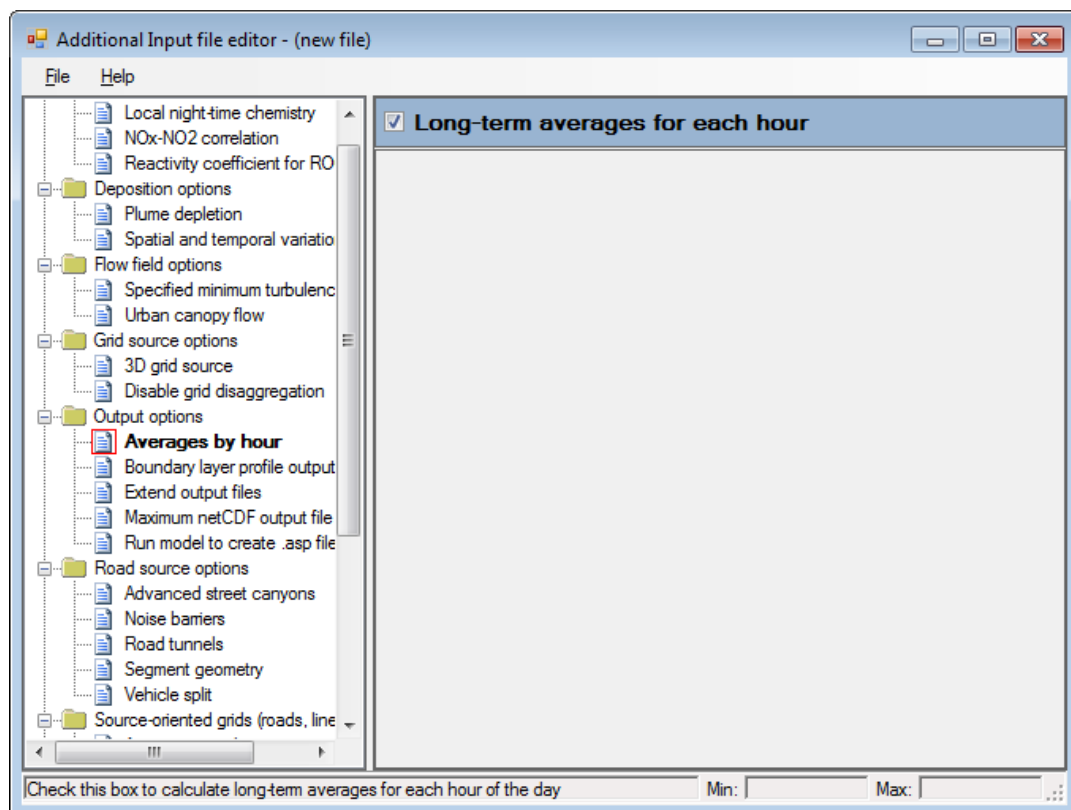 Additional Input file editor - (new file)
File Help
Local night-time chemistry
NOx-NO2 correlation
Reactivity coefficient for RO
Deposition options
Plume depletion
Spatial and temporal variatio
Flow field options
Specified minimum turbulenc
Urban canopy flow
Grid source options
3D grid source
Disable grid disaggregation
Output options
Averages by hour
Boundary layer profile output
Extend output files
Maximum netCDF output file
Run model to create .asp file
Road source options
Advanced street canyons
Noise barriers
Road tunnels
Segment geometry
Vehicle split
Source-oriented grids (roads, line
Long-term averages for each hour
Check this box to calculate long-term averages for each hour of the day Min: Max: